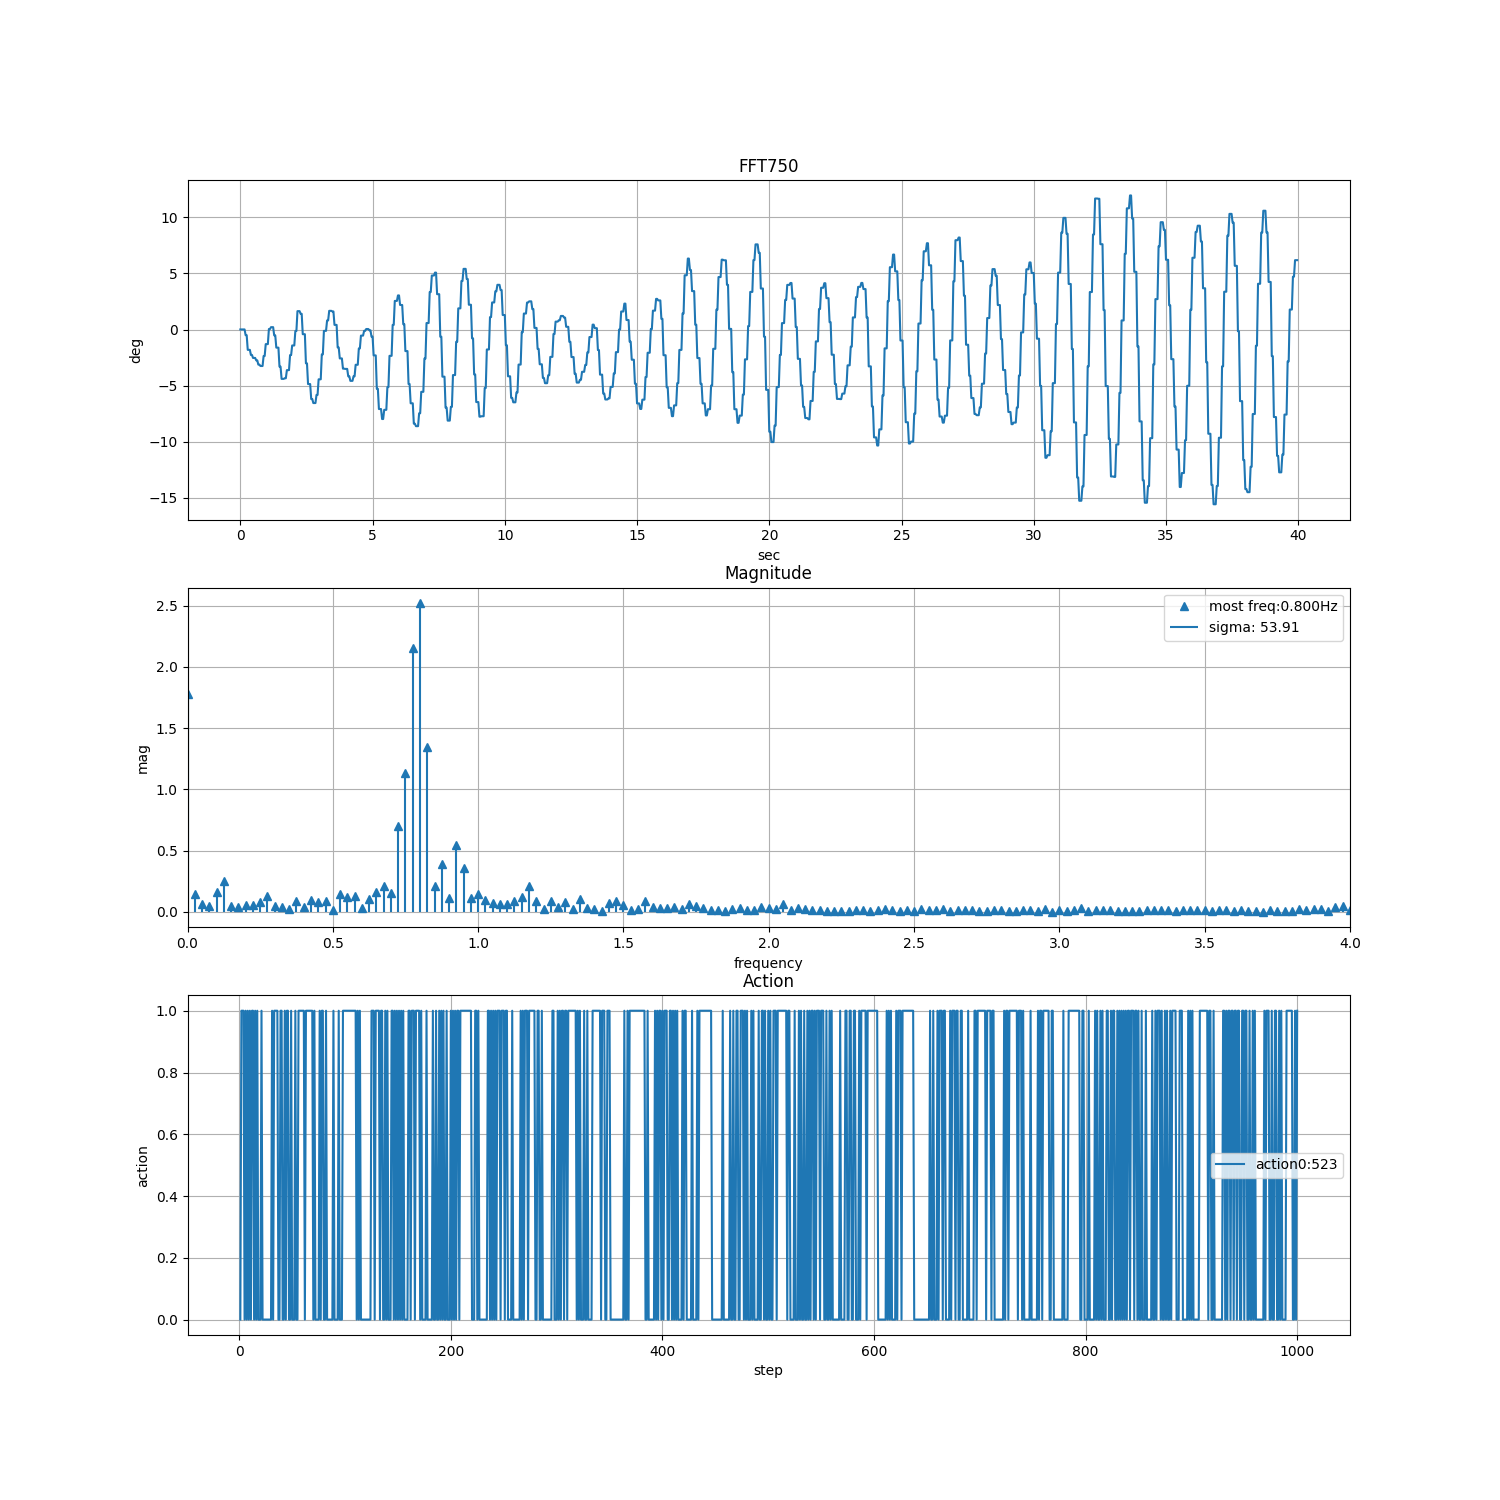 FFT750
10
5
0
−5
−10
−15
deg
0 5 10 15 20 25 30 35 40
sec
Magnitude
2.5
2.0
1.5
1.0
0.5
0.0
mag
most freq:0.800Hz
sigma: 53.91
0.0 0.5 1.0 1.5 2.0 2.5 3.0 3.5 4.0
frequency
Action
1.0
0.8
0.6
0.4
0.2
0.0
action
action0:523
0 200 400 600 800 1000
step